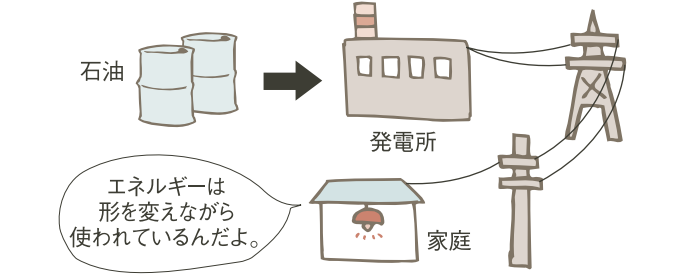 石油
発電所
エネルギーは
形を変えながら
使われているんだよ。
家庭